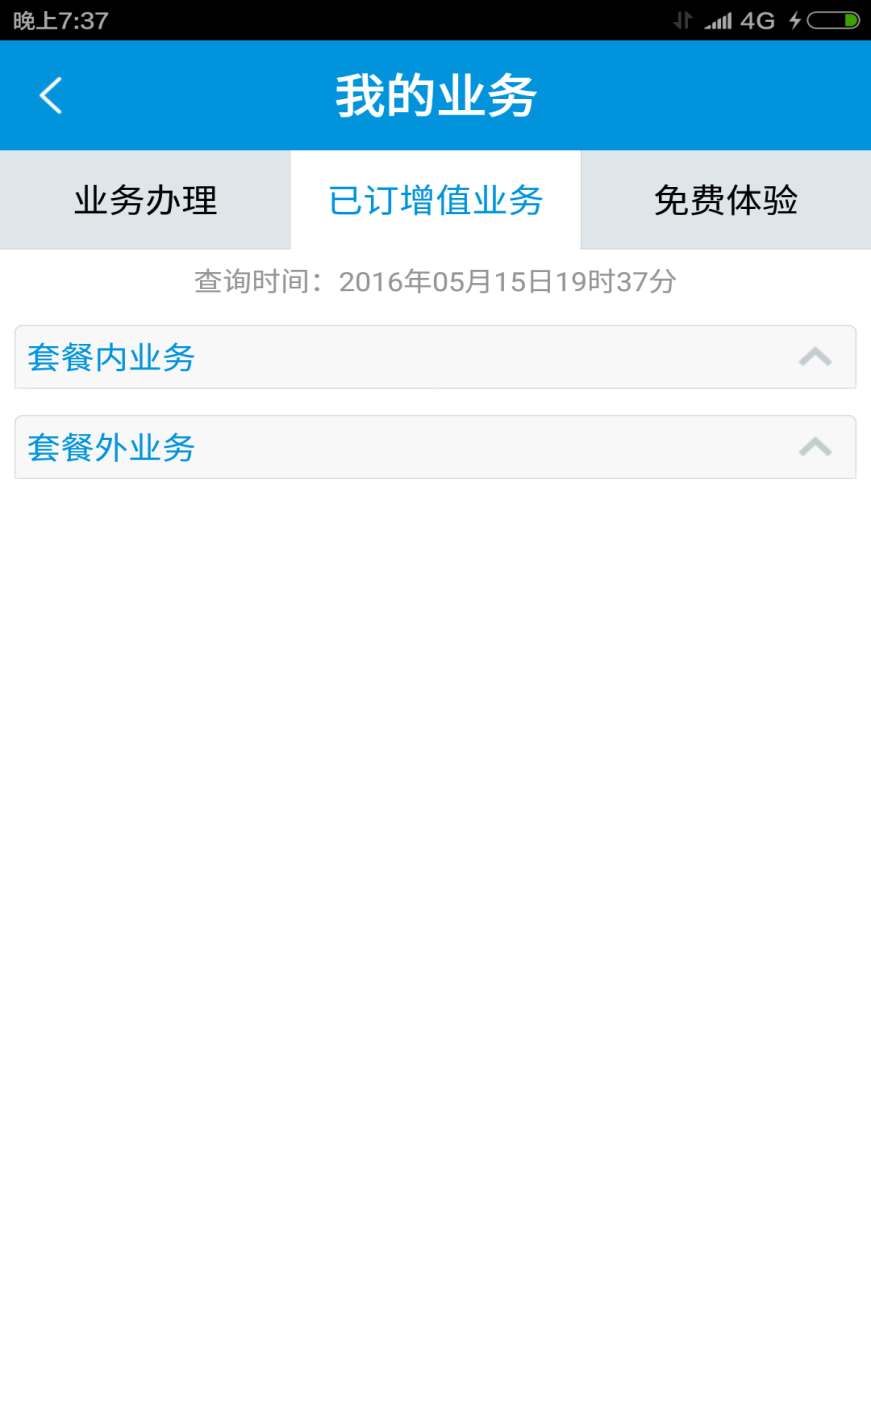 晚上7:37 4G
我的业务
业务办理 已订增值业务 免费体验
查询时间：2016年05月15日19时37分
套餐内业务
套餐外业务